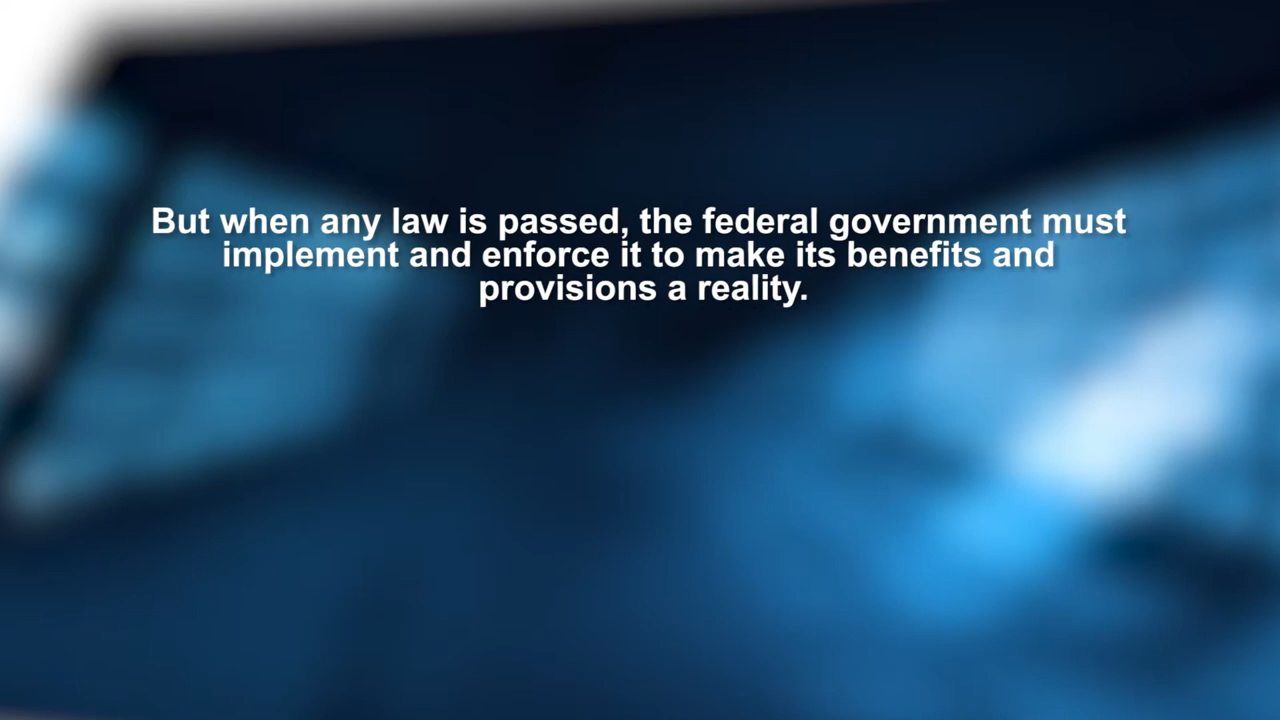 But when any law is passed, the federal government must
implement and enforce it to make its benefits and
provisions a reality.